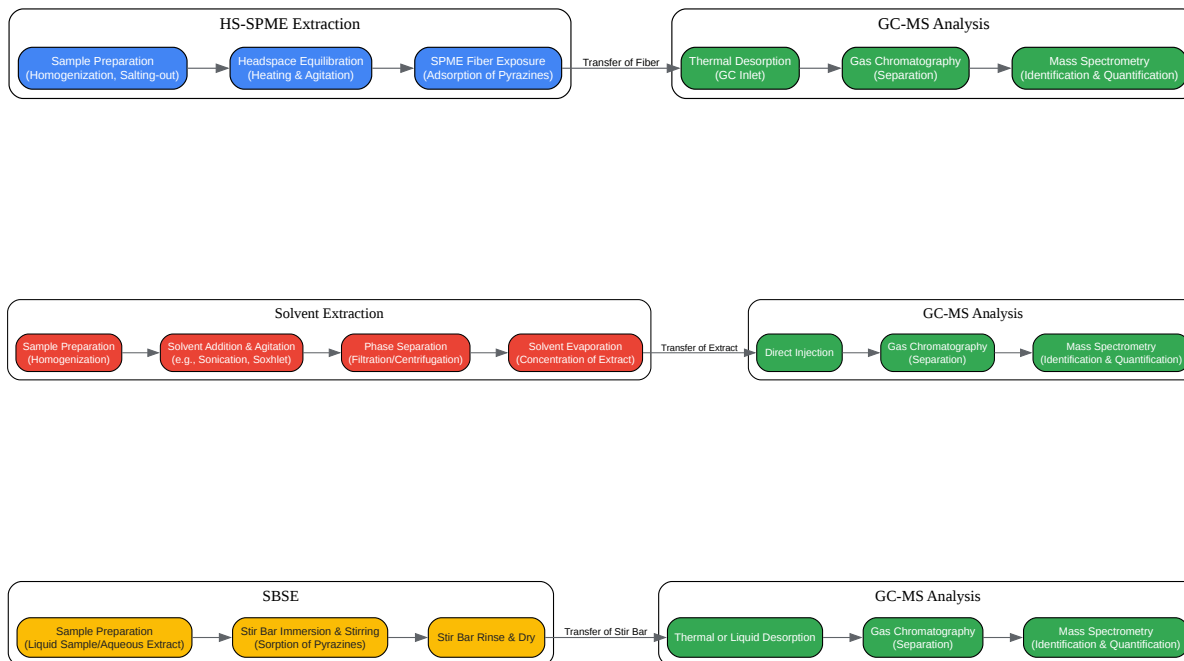 HS-SPME Extraction
Sample Preparation
(Homogenization, Salting-out)
Headspace Equilibration
(Heating & Agitation)
SPME Fiber Exposure
(Adsorption of Pyrazines)
Transfer of Fiber
GC-MS Analysis
Thermal Desorption
(GC Inlet)
Gas Chromatography
(Separation)
Mass Spectrometry
(Identification & Quantification)
Solvent Extraction
Sample Preparation
(Homogenization)
Solvent Addition & Agitation
(e.g., Sonication, Soxhlet)
Phase Separation
(Filtration/Centrifugation)
Solvent Evaporation
(Concentration of Extract)
Transfer of Extract
GC-MS Analysis
Direct Injection
Gas Chromatography
(Separation)
Mass Spectrometry
(Identification & Quantification)
SBSE
Sample Preparation
(Liquid Sample/Aqueous Extract)
Stir Bar Immersion & Stirring
(Sorption of Pyrazines)
Stir Bar Rinse & Dry
Transfer of Stir Bar
GC-MS Analysis
Thermal or Liquid Desorption
Gas Chromatography
(Separation)
Mass Spectrometry
(Identification & Quantification)